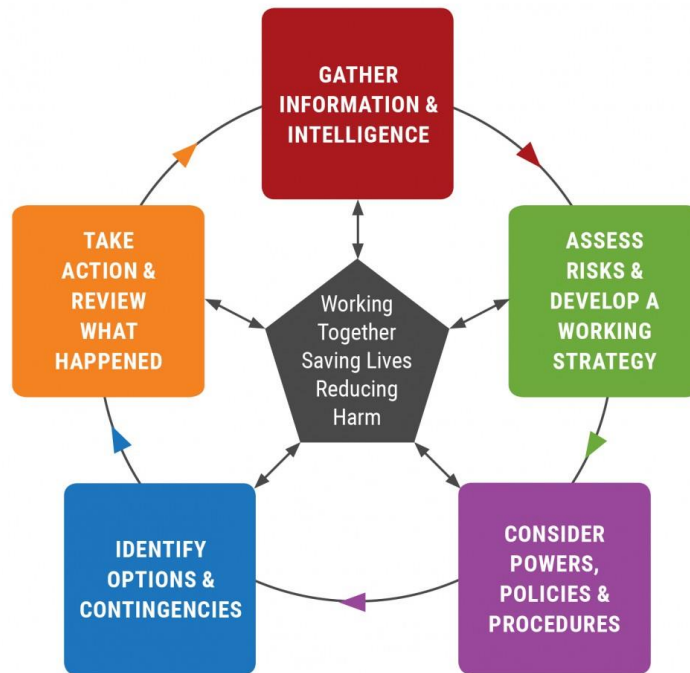 GATHER
INFORMATION &
INTELLIGENCE
ASSESS
RISKS &
DEVELOP A
WORKING
STRATEGY
CONSIDER
POWERS,
POLICIES &
PROCEDURES
IDENTIFY
OPTIONS &
CONTINGENCIES
TAKE
ACTION &
REVIEW
WHAT
HAPPENED
Working
Together
Saving Lives
Reducing
Harm